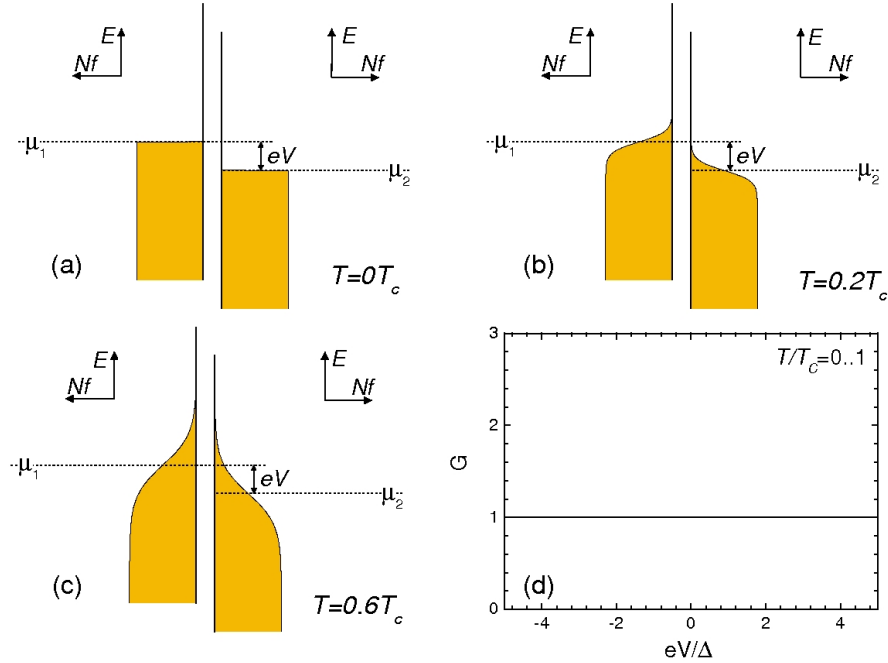 E
Nf
E
Nf
μ1
eV
μ2
(a)
T=0Tc
E
Nf
E
Nf
μ1
eV
μ2
(b)
T=0.2Tc
E
Nf
E
Nf
μ1
eV
μ2
(c)
T=0.6Tc
3
2
1
0
G
T/TC=0..1
(d)
-4 -2 0 2 4
eV/Δ